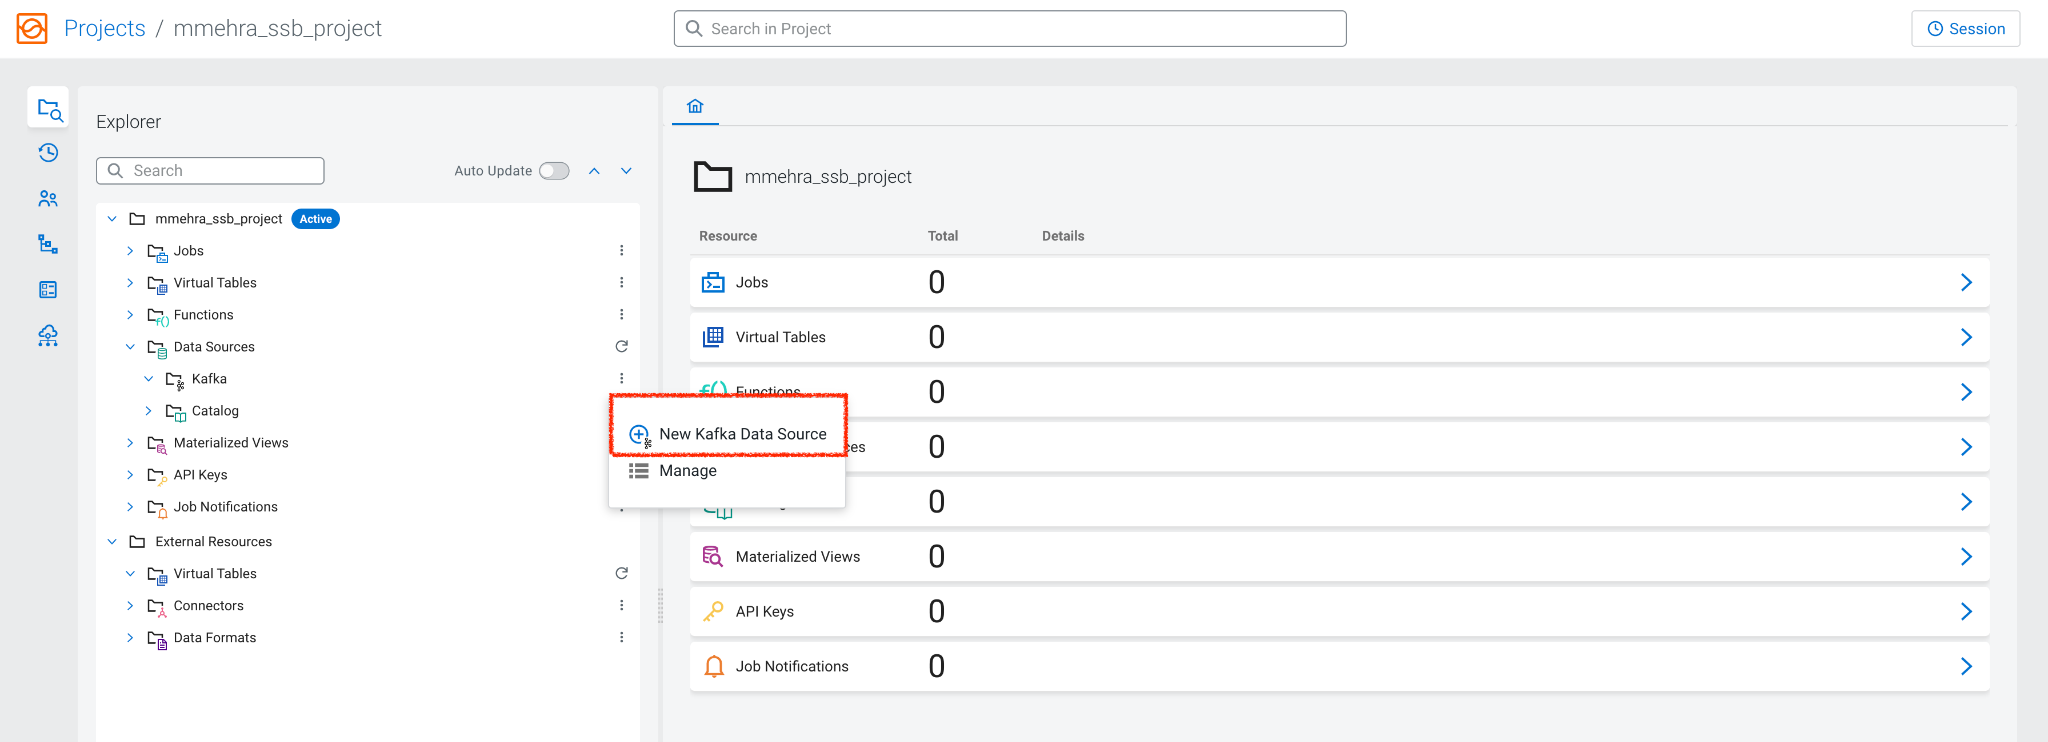 Projects / mmehra_ssb_project
Search in Project
Session
Explorer
Search
Auto Update
mmehra_ssb_project Active
Jobs
Virtual Tables
Functions
Data Sources
Kafka
Catalog
Materialized Views
API Keys
Job Notifications
External Resources
Virtual Tables
Connectors
Data Formats
New Kafka Data Source
Manage
mmehra_ssb_project
Resource Total Details
Jobs 0
Virtual Tables 0
Functions 0
0
0
Materialized Views 0
API Keys 0
Job Notifications 0